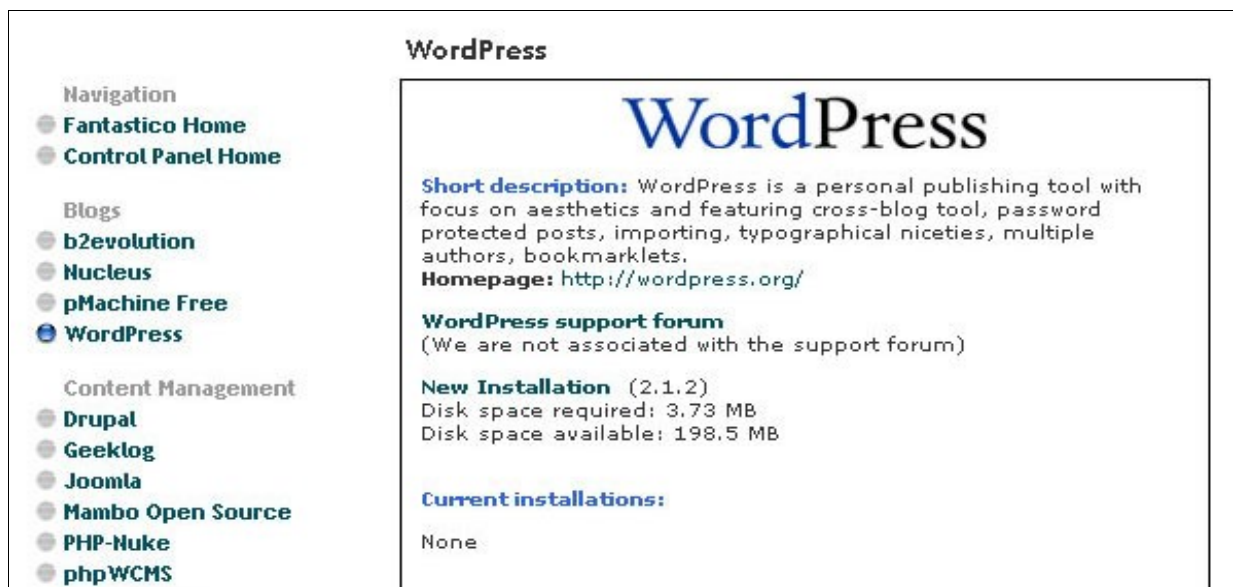 Navigation
Fantastico Home
Control Panel Home
Blogs
b2evolution
Nucleus
pMachine Free
WordPress
Content Management
Drupal
Geeklog
Joomla
Mambo Open Source
PHP-Nuke
phpWCMS
WordPress
WordPress
Short description: WordPress is a personal publishing tool with
focus on aesthetics and featuring cross-blog tool, password
protected posts, importing, typographical niceties, multiple
authors, bookmarklets.
Homepage: http://wordpress.org/
WordPress support forum
(We are not associated with the support forum)
New Installation (2.1.2)
Disk space required: 3.73 MB
Disk space available: 198.5 MB
Current installations:
None